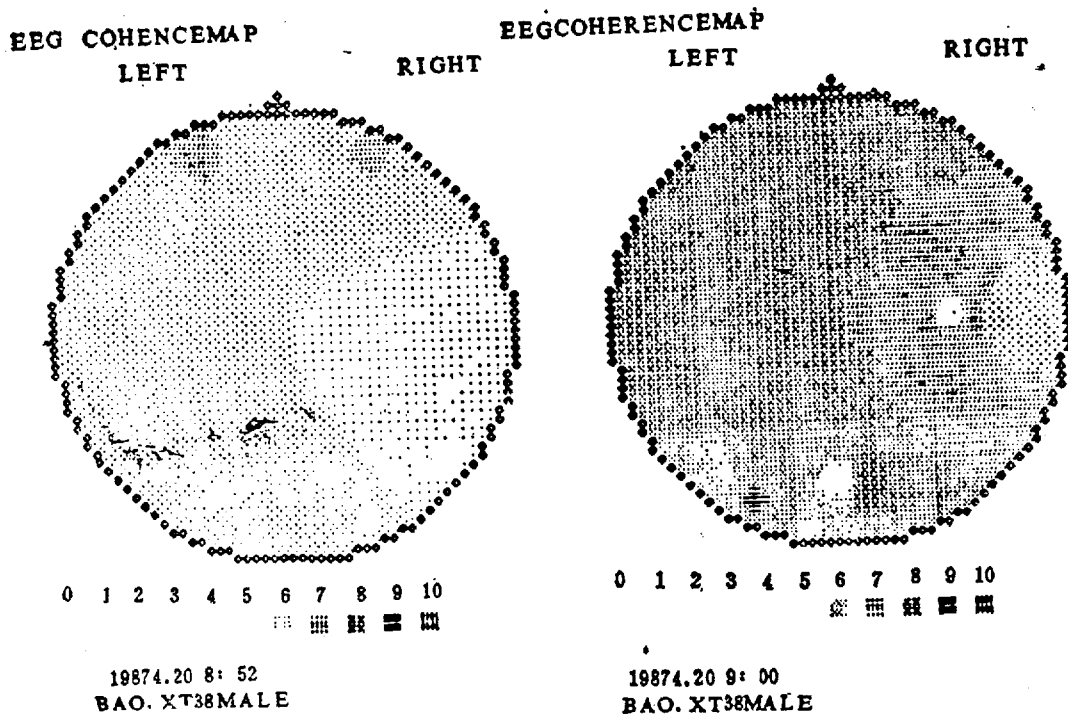 EEG COHENCEMAP
LEFT RIGHT
0 1 2 3 4 5 6 7 8 9 10
19874.20 8: 52
BAO. XT38MALE
EEGCOHERENCEMAP
LEFT RIGHT
0 1 2 3 4 5 6 7 8 9 10
19874.20 9: 00
BAO. XT38MALE